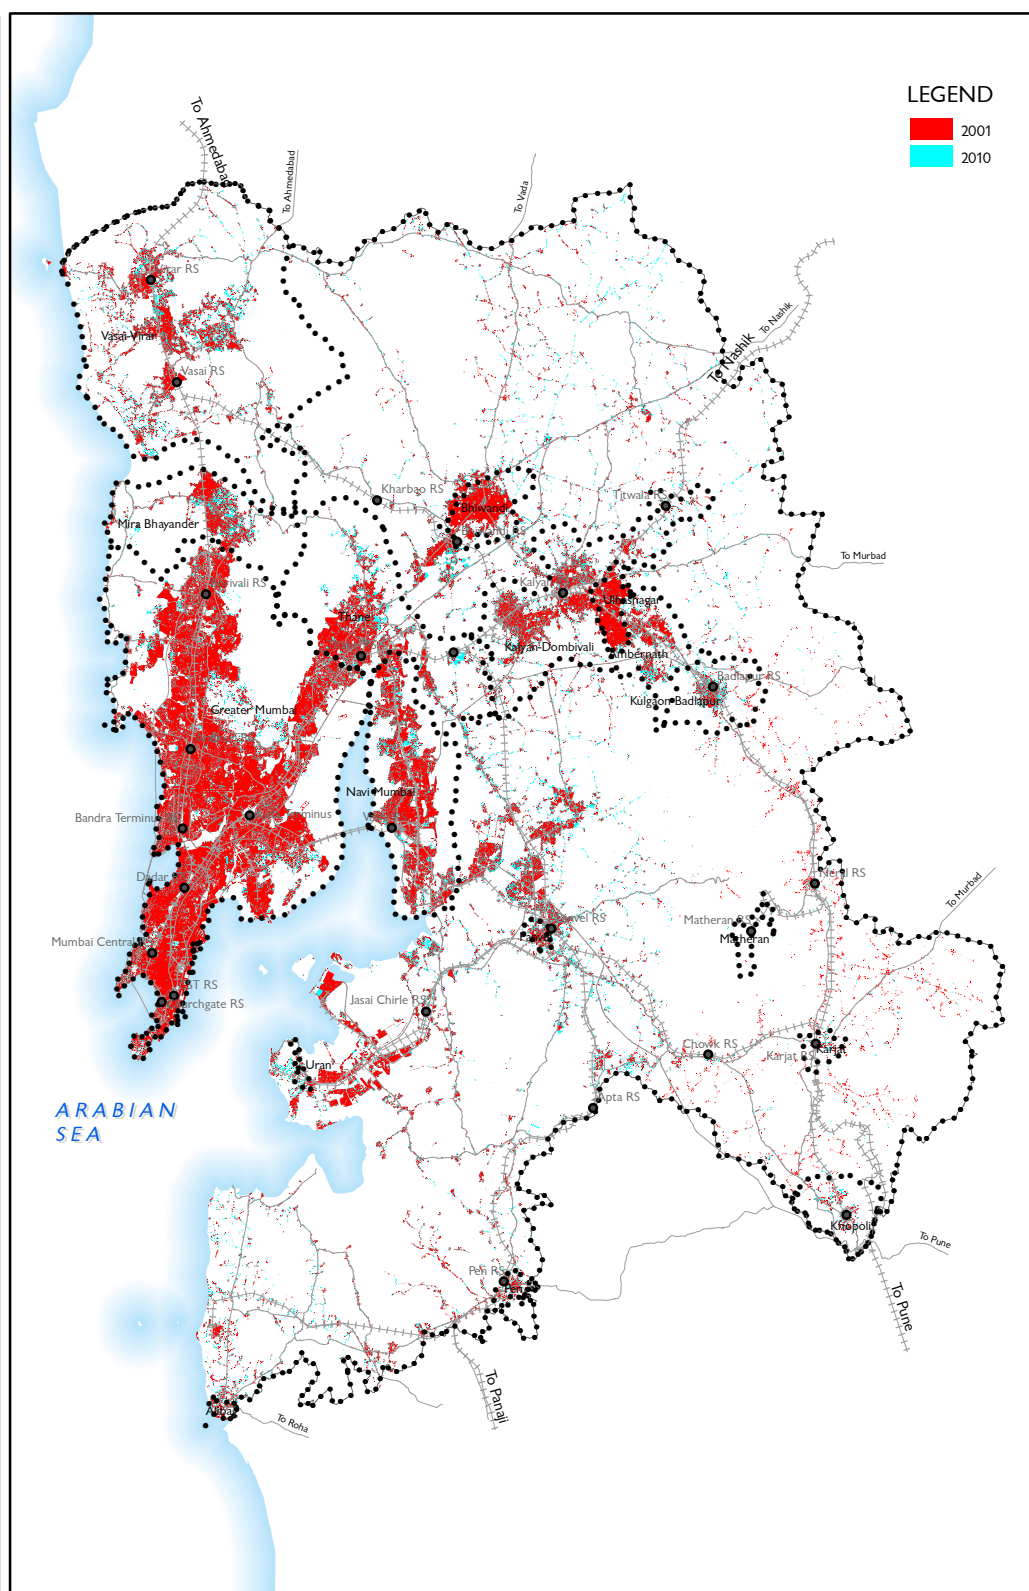 LEGEND
2001
2010
To Ahmedabad
To Ahmedabad
To Vada
To Nashik
To Nashik
Vasai-Virar
Vasai RS
Kharbao RS
Titwala RS
Bhiwandi
Mira Bhayander
To Murbad
Ulhasnagar
Thane
Kalyan-Dombivali
Ambernath
Badlapur RS
Kulgaon-Badlapur
Greater Mumbai
Navi Mumbai
Bandra Terminus
Neral RS
To Murbad
Matheran RS
Matheran
Mumbai Central
Jasai Chirle RS
Chowk RS
Karjat RS
Karjat
Uran
Apta RS
ARABIAN
SEA
Khopoli
To Pune
Pen RS
To Pune
To Panaji
To Roha